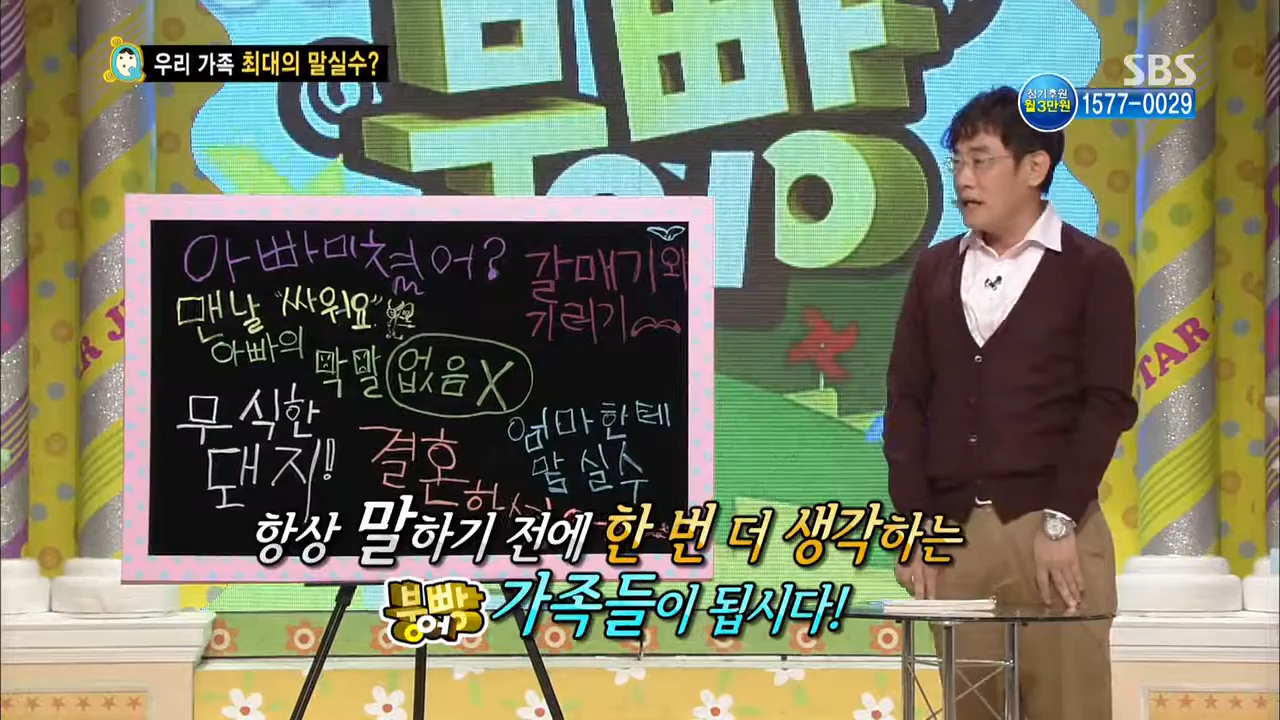 우리 가족 최대의 말실수?
SBS
정기후원
월3만원
1577-0029
아빠 미쳤어?
갈매기와
기러기
맨날 "싸워요"
아빠의
막말 없음 X
무식한
돼지!
결혼
엄마한테
말실수
항상 말하기 전에 한 번 더 생각하는
붕어빵 가족들이 됩시다!
STAR